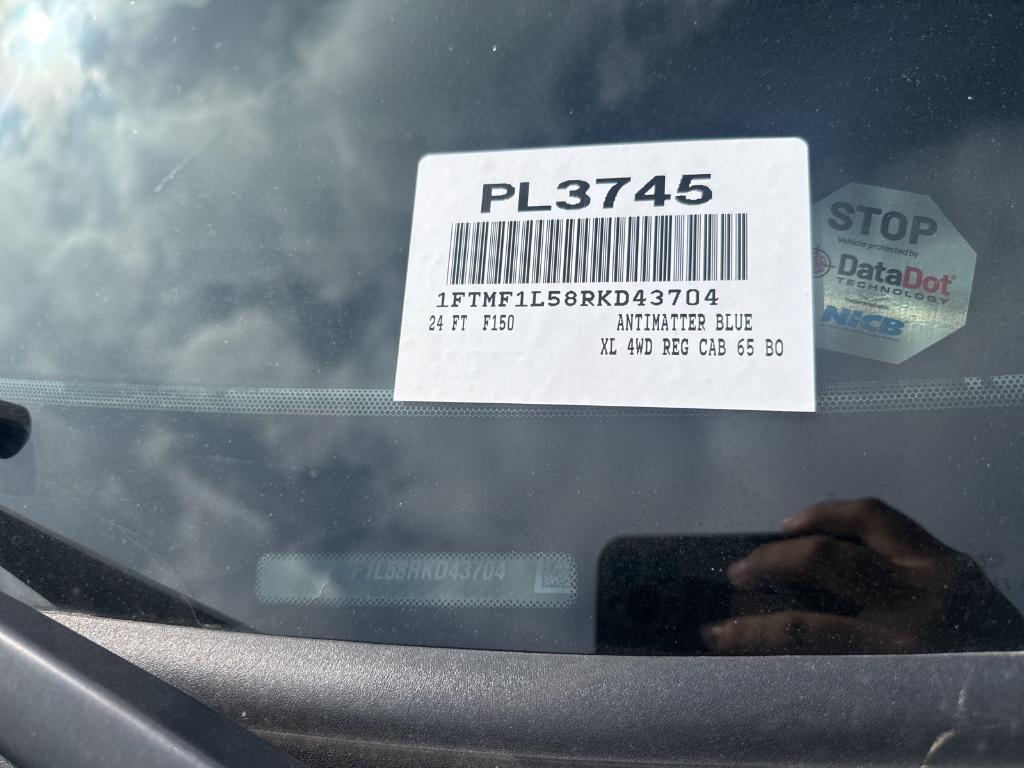 PL3745
1FTMF1L58RKD43704
24 FT F150 ANTIMATTER BLUE
XL 4WD REG CAB 65 BO
STOP
Vehicle protected by
DataDot
TECHNOLOGY
NICB
F1L58RKD43704